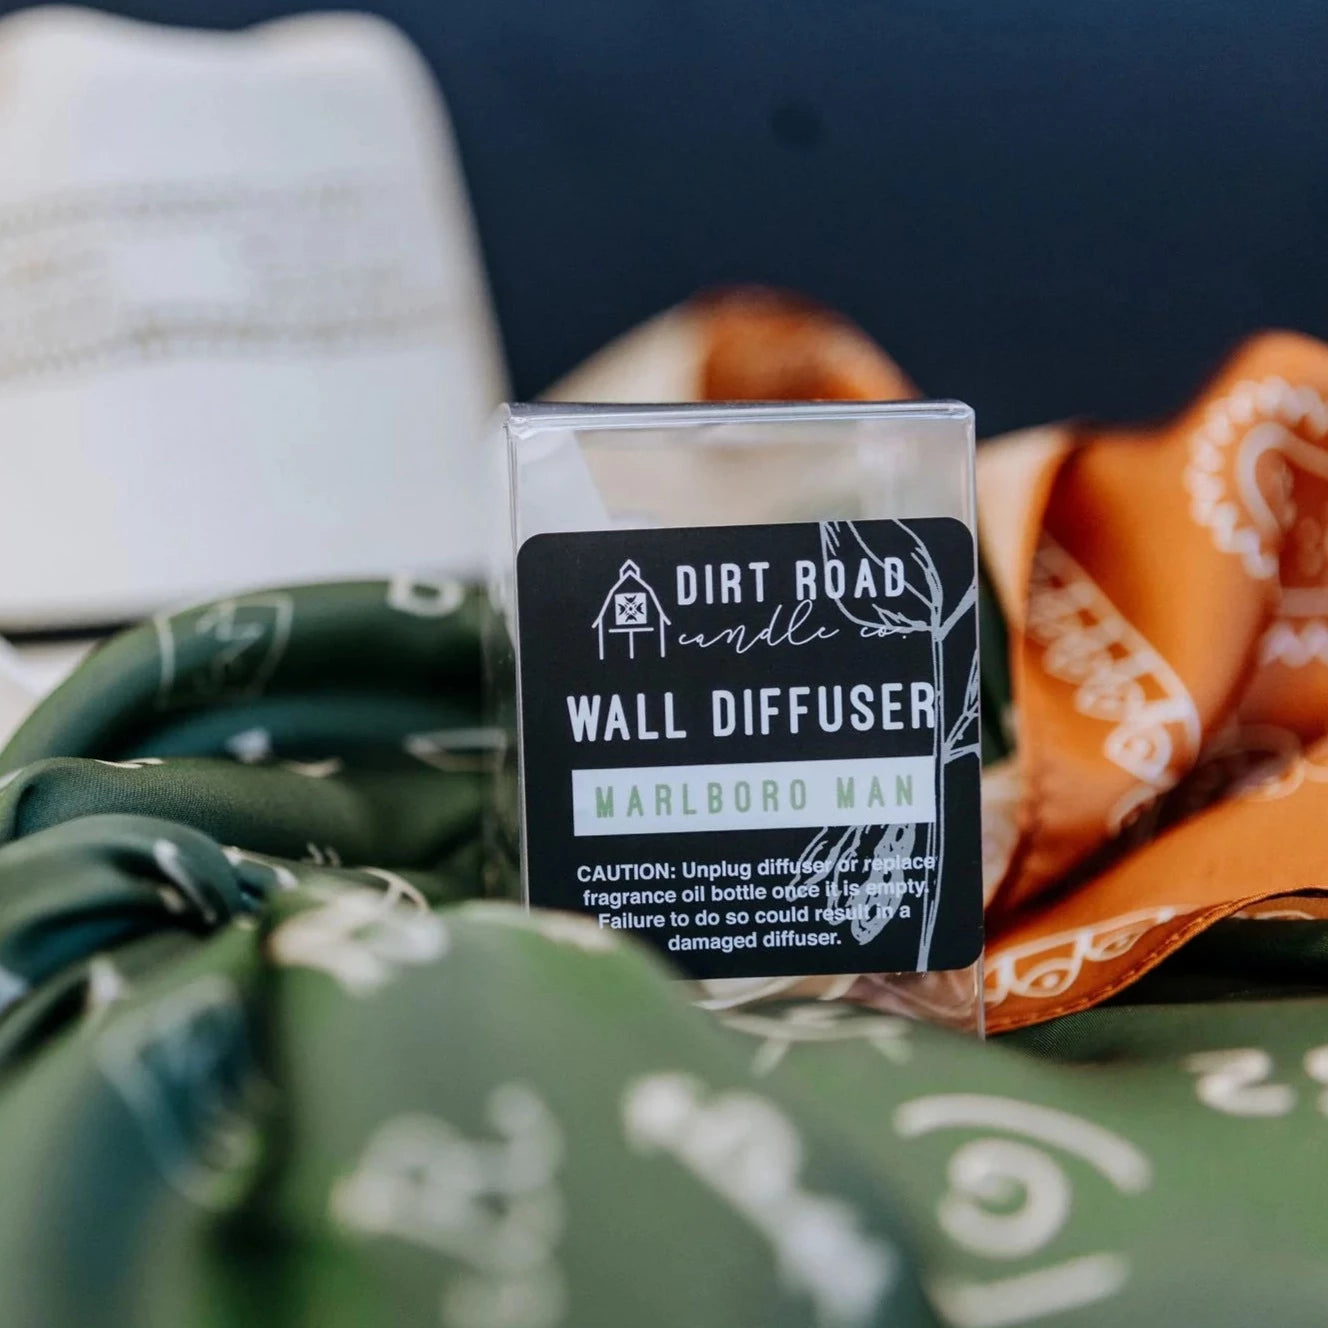 DIRT ROAD
candle co.
WALL DIFFUSER
MARLBORO MAN
CAUTION: Unplug diffuser or replace
fragrance oil bottle once it is empty.
Failure to do so could result in a
damaged diffuser.